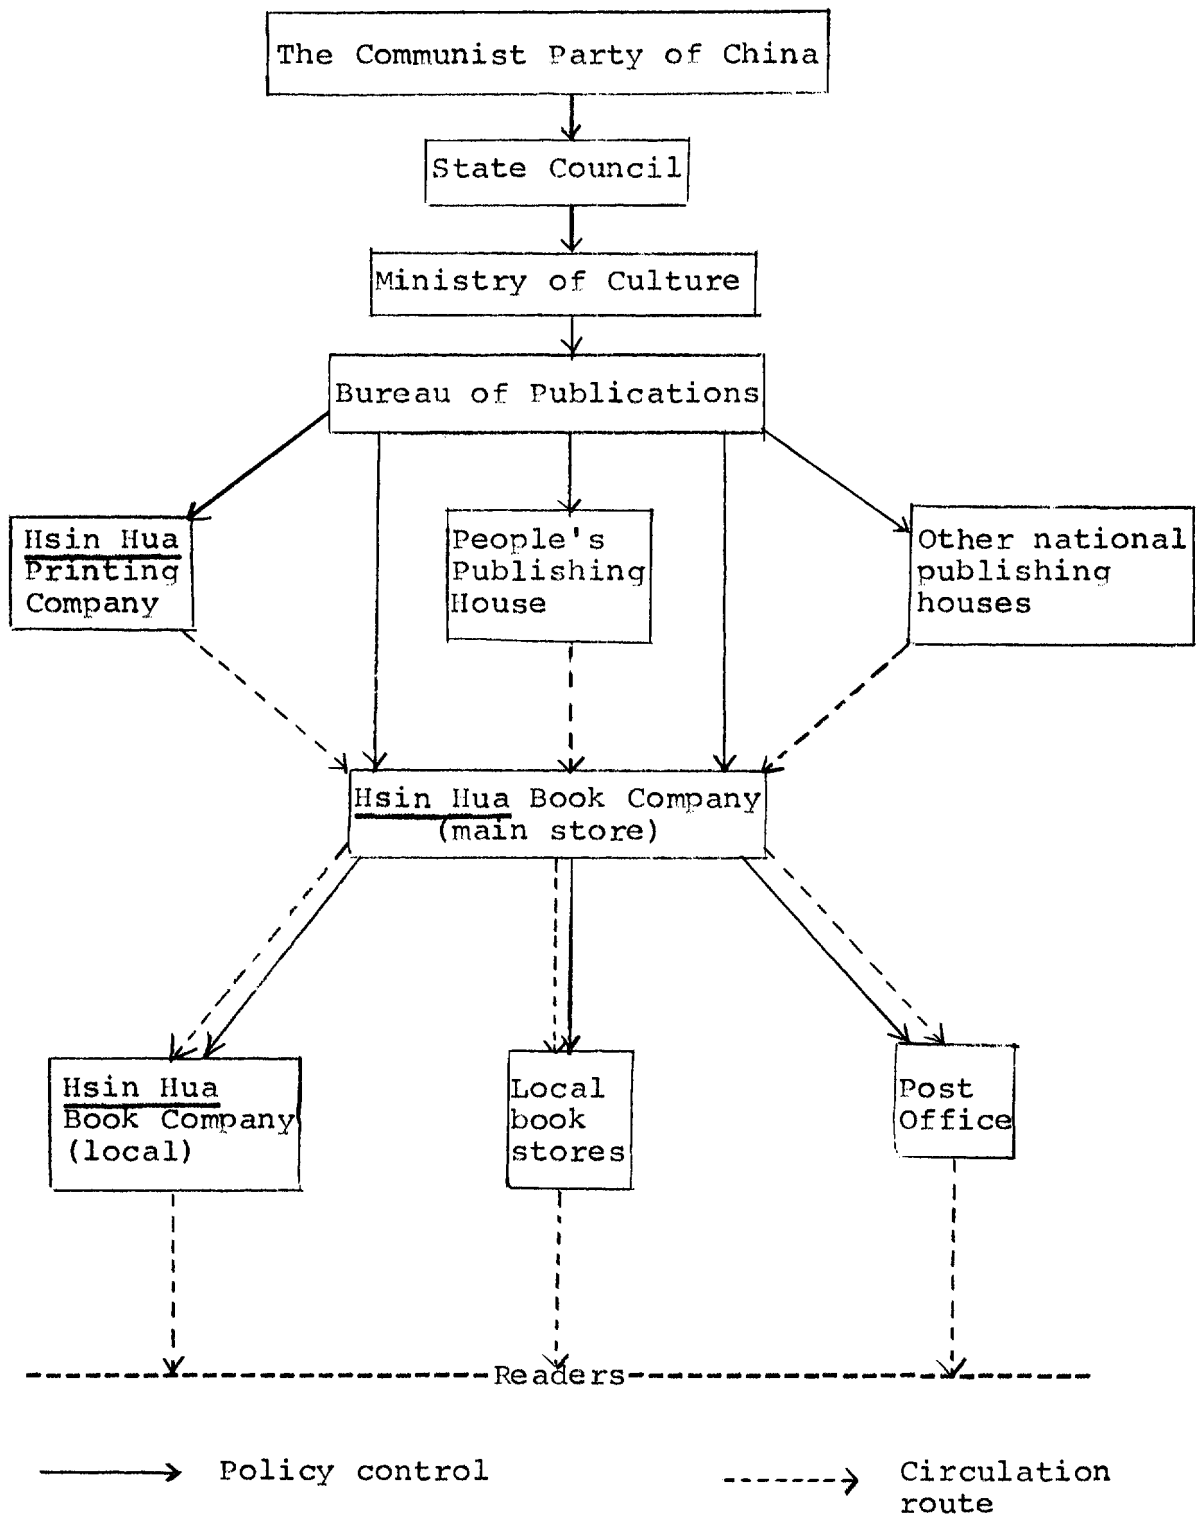 The Communist Party of China
State Council
Ministry of Culture
Bureau of Publications
Hsin Hua
Printing
Company
People's
Publishing
House
Other national
publishing
houses
Hsin Hua Book Company
(main store)
Hsin Hua
Book Company
(local)
Local
book
stores
Post
Office
Readers
Policy control
Circulation
route